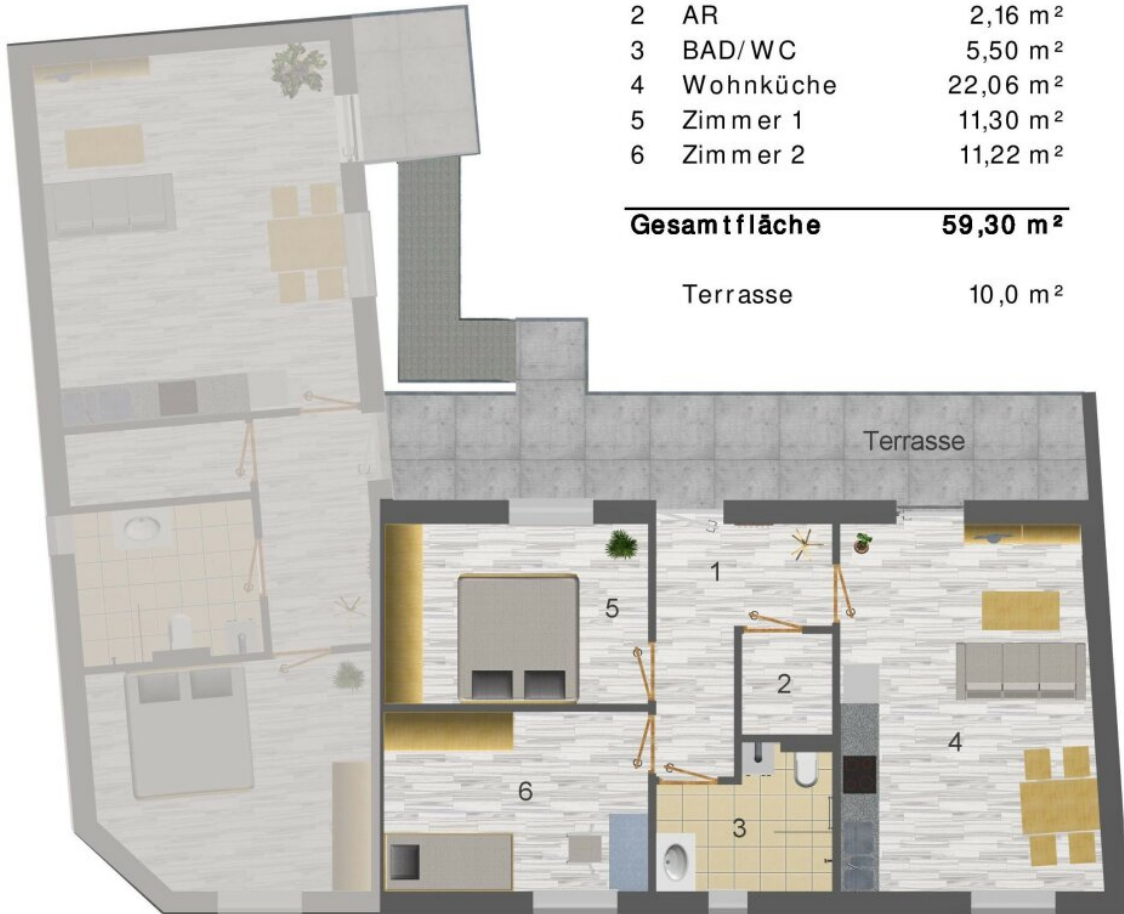 2 AR 2,16 m²
3 BAD/WC 5,50 m²
4 Wohnküche 22,06 m²
5 Zimmer 1 11,30 m²
6 Zimmer 2 11,22 m²
Gesamtfläche 59,30 m²
Terrasse 10,0 m²
Terrasse
1
5
2
4
6
3